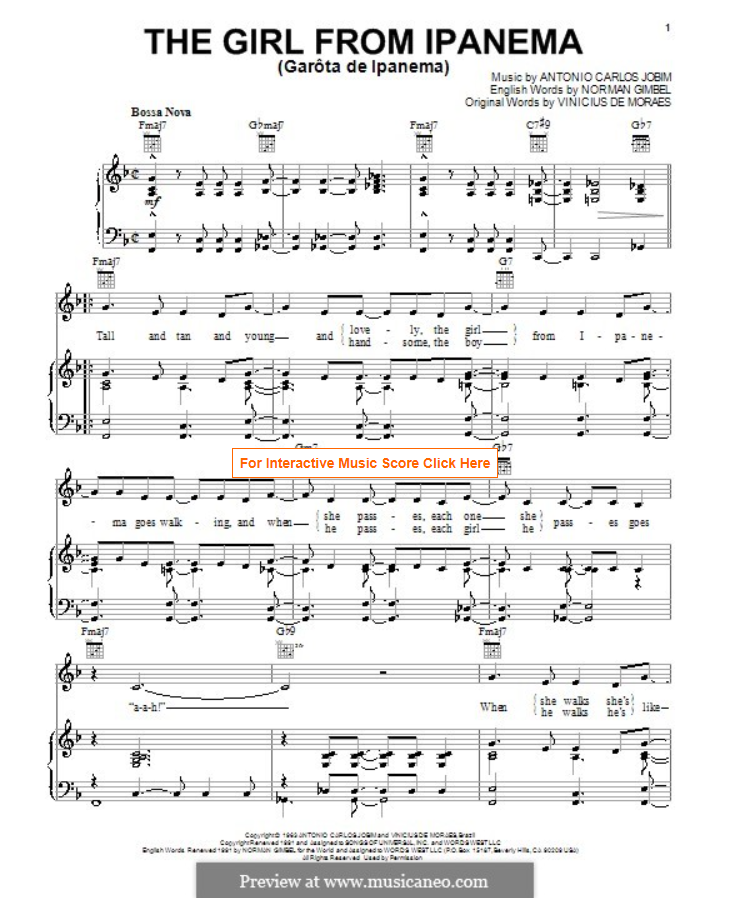 1
THE GIRL FROM IPANEMA
(Garôta de Ipanema)
Music by ANTONIO CARLOS JOBIM
English Words by NORMAN GIMBEL
Original Words by VINICIUS DE MORAES
Bossa Nova
Fmaj7 G♭maj7 Fmaj7 C7♯9 G♭7
mf
Fmaj7 G7
Tall and tan and young and {love - ly, the girl} from I - pane -
{hand - some, the boy}
Gm7 G♭7
For Interactive Music Score Click Here
- ma goes walk - ing, and when {she pass - es, each one she} pass - es goes
{he pass - es, each girl he}
Fmaj7 G♭9 Fmaj7
"a-a-h!" When {she walks she's} like
{he walks he's}
Copyright © 1963 ANTONIO CARLOS JOBIM and VINICIUS DE MORAES, Brazil
Copyright Renewed 1991 and Assigned to SONGS OF UNIVERSAL, INC. and WORDS WEST LLC
English Words Renewed 1991 by NORMAN GIMBEL for the World and Assigned to WORDS WEST LLC (P.O. Box 15187, Beverly Hills, CA 90209 USA)
All Rights Reserved Used by Permission
Preview at www.musicaneo.com